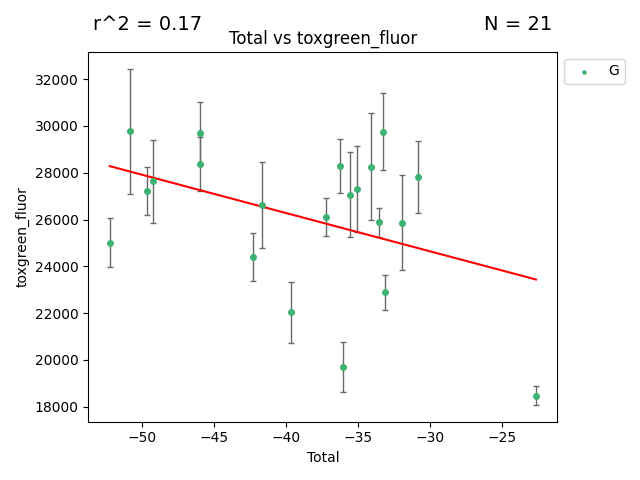 r^2 = 0.17
N = 21
Total vs toxgreen_fluor
G
toxgreen_fluor
32000
30000
28000
26000
24000
22000
20000
18000
−50
−45
−40
−35
−30
−25
Total